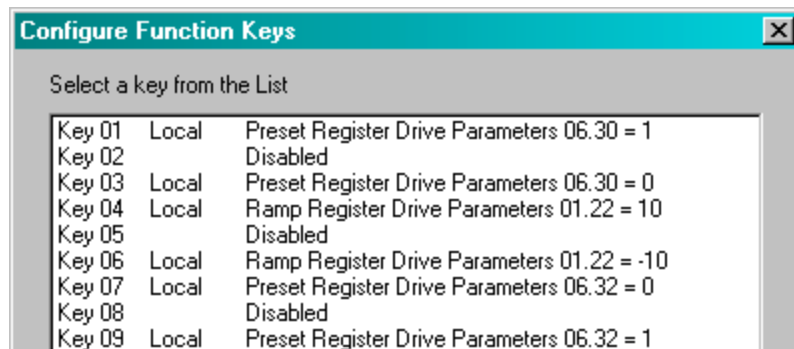 Configure Function Keys
Select a key from the List
Key 01 Local Preset Register Drive Parameters 06.30 = 1
Key 02 Disabled
Key 03 Local Preset Register Drive Parameters 06.30 = 0
Key 04 Local Ramp Register Drive Parameters 01.22 = 10
Key 05 Disabled
Key 06 Local Ramp Register Drive Parameters 01.22 = -10
Key 07 Local Preset Register Drive Parameters 06.32 = 0
Key 08 Disabled
Key 09 Local Preset Register Drive Parameters 06.32 = 1